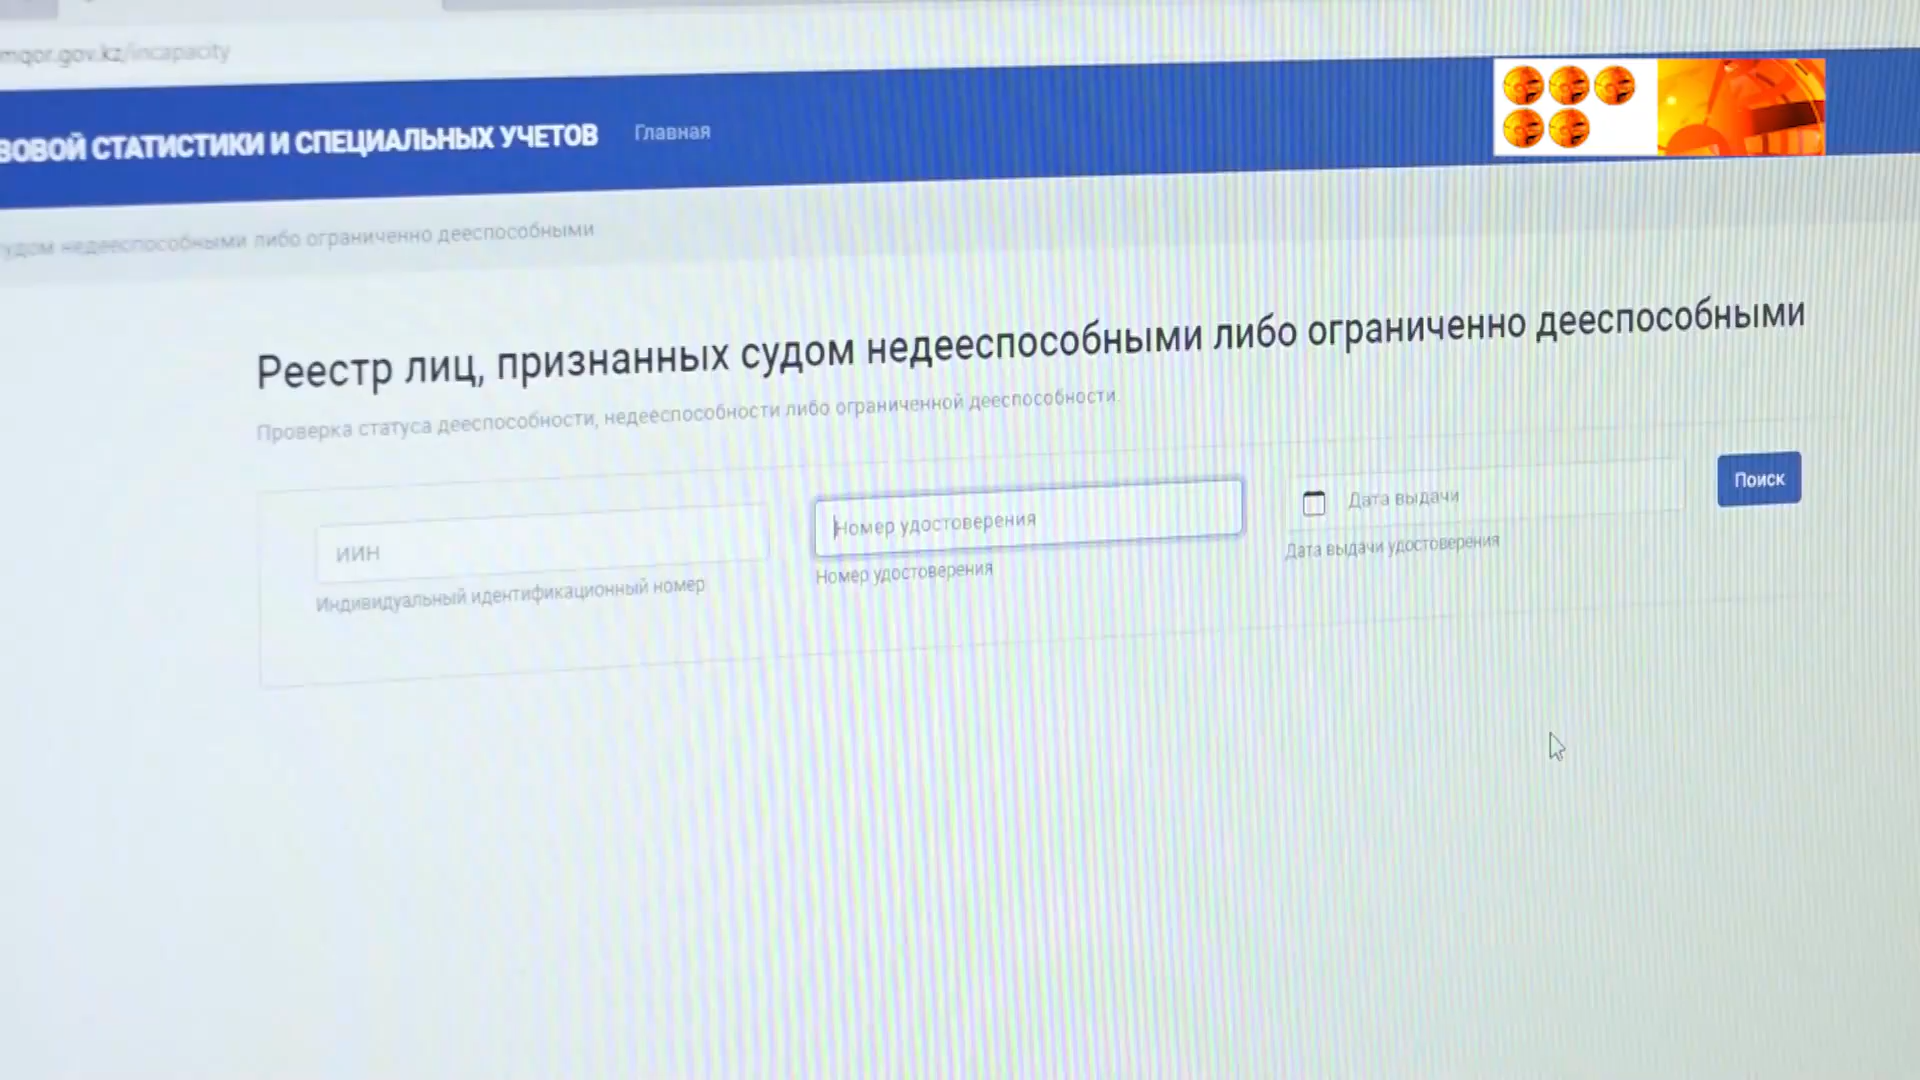 mqor.gov.kz/incapacity
ВОВОЙ СТАТИСТИКИ И СПЕЦИАЛЬНЫХ УЧЕТОВ
Главная
удом недееспособными либо ограниченно дееспособными
Реестр лиц, признанных судом недееспособными либо ограниченно дееспособными
Проверка статуса дееспособности, недееспособности либо ограниченной дееспособности.
ИИН
Номер удостоверения
Дата выдачи
Поиск
Индивидуальный идентификационный номер
Номер удостоверения
Дата выдачи удостоверения